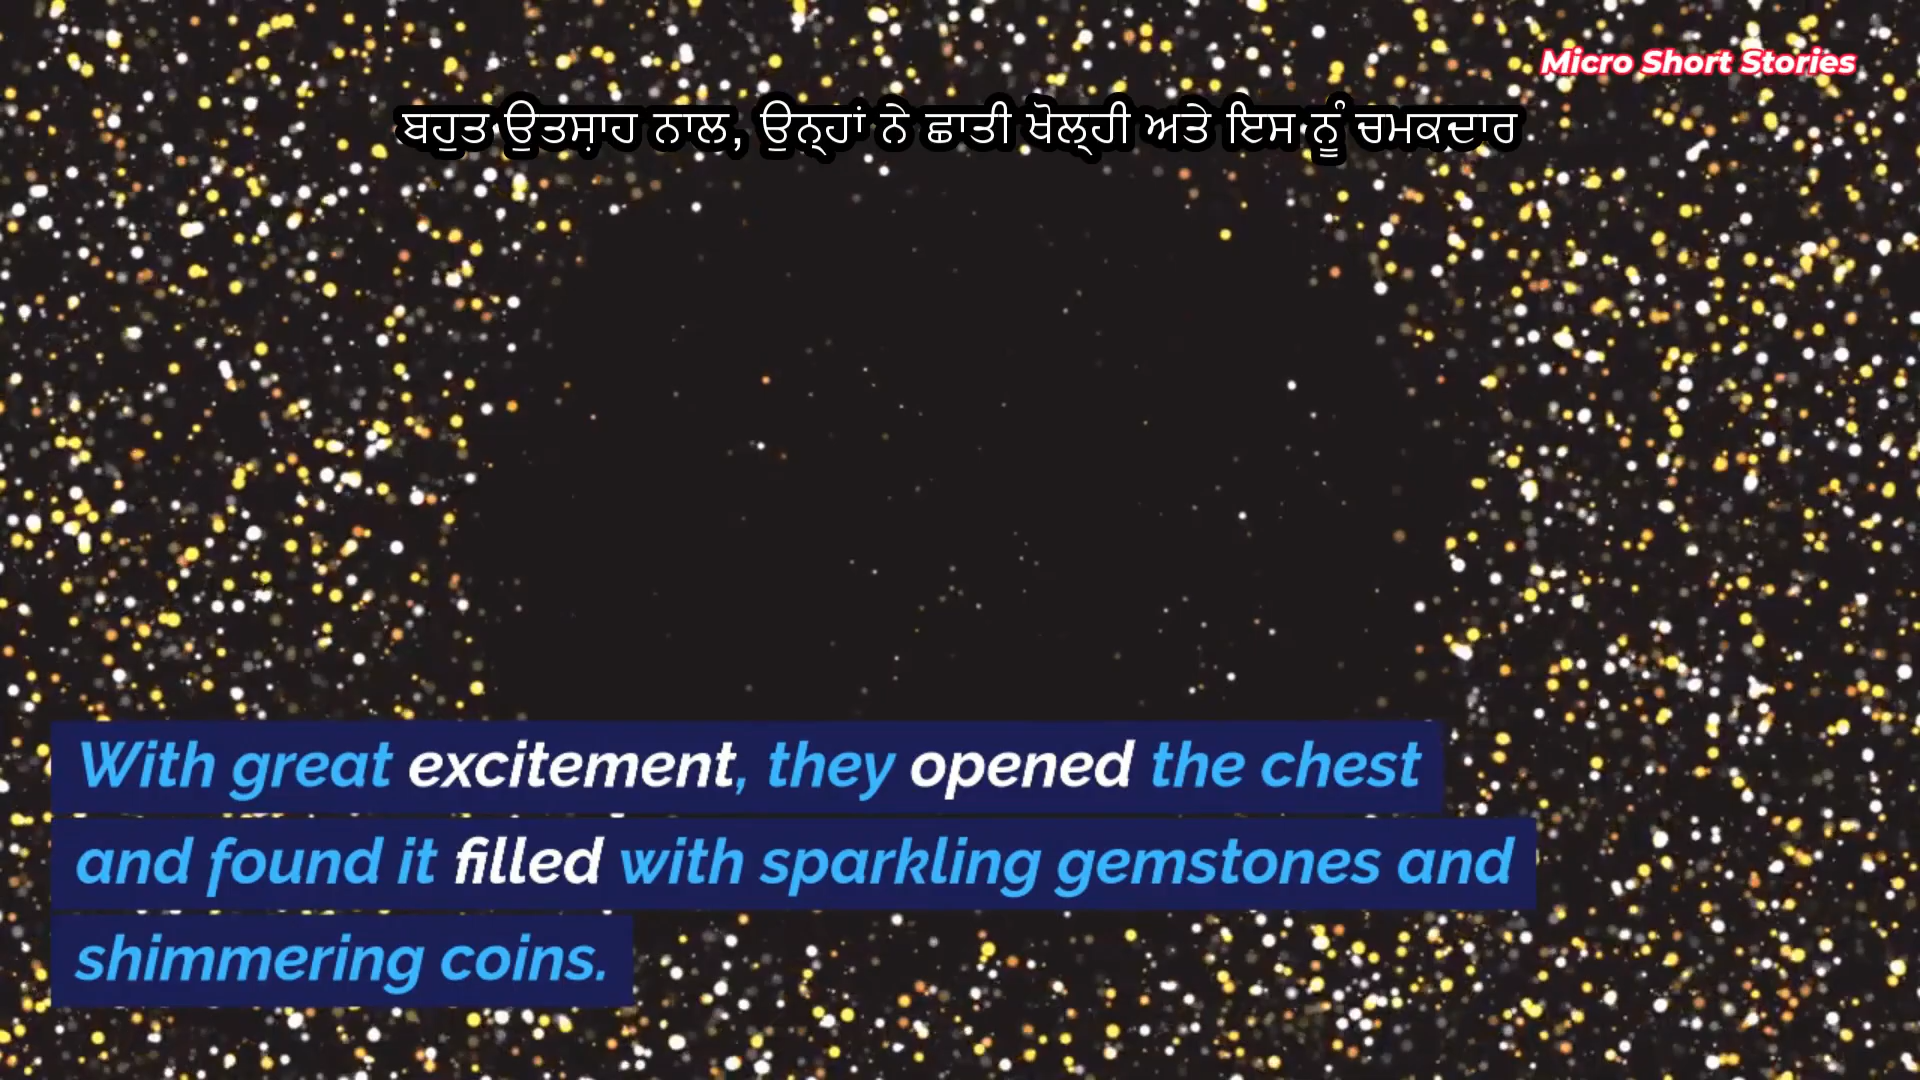 Micro Short Stories
ਬਹੁਤ ਉਤਸ਼ਾਹ ਨਾਲ, ਉਨ੍ਹਾਂ ਨੇ ਛਾਤੀ ਖੋਲ੍ਹੀ ਅਤੇ ਇਸ ਨੂੰ ਚਮਕਦਾਰ
With great excitement, they opened the chest
and found it filled with sparkling gemstones and
shimmering coins.